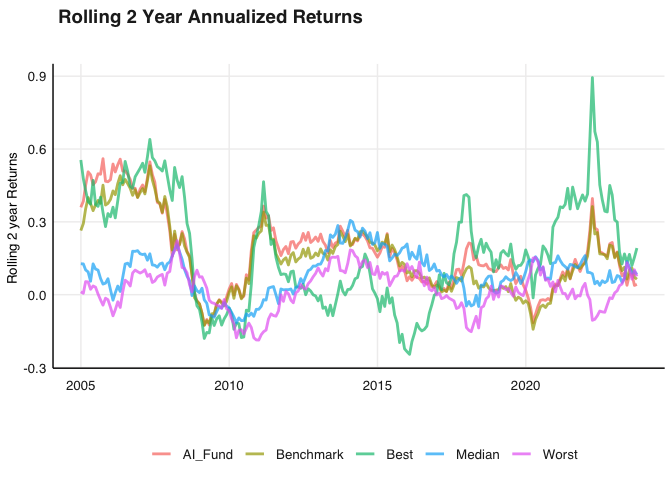 Rolling 2 Year Annualized Returns
Rolling 2 year Returns
0.9
0.6
0.3
0.0
-0.3
2005 2010 2015 2020
AI_Fund Benchmark Best Median Worst